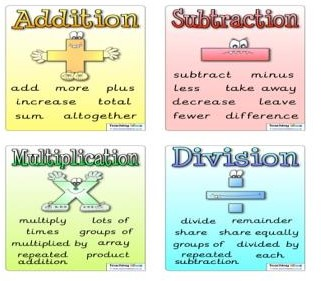 Addition
add more plus
increase total
sum altogether
Subtraction
subtract minus
less take away
decrease leave
fewer difference
Multiplication
multiply lots of
times groups of
multiplied by array
repeated product
addition
Division
divide remainder
share share equally
groups of divided by
repeated each
subtraction